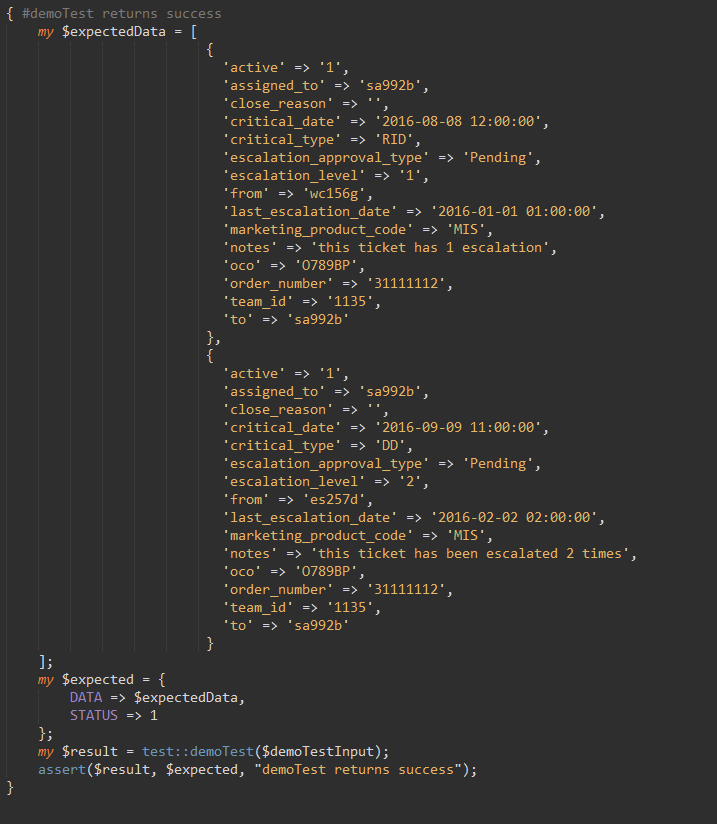 { #demoTest returns success
my $expectedData = [
{
'active' => '1',
'assigned_to' => 'sa992b',
'close_reason' => '',
'critical_date' => '2016-08-08 12:00:00',
'critical_type' => 'RID',
'escalation_approval_type' => 'Pending',
'escalation_level' => '1',
'from' => 'wc156g',
'last_escalation_date' => '2016-01-01 01:00:00',
'marketing_product_code' => 'MIS',
'notes' => 'this ticket has 1 escalation',
'oco' => 'O789BP',
'order_number' => '31111112',
'team_id' => '1135',
'to' => 'sa992b'
},
{
'active' => '1',
'assigned_to' => 'sa992b',
'close_reason' => '',
'critical_date' => '2016-09-09 11:00:00',
'critical_type' => 'DD',
'escalation_approval_type' => 'Pending',
'escalation_level' => '2',
'from' => 'es257d',
'last_escalation_date' => '2016-02-02 02:00:00',
'marketing_product_code' => 'MIS',
'notes' => 'this ticket has been escalated 2 times',
'oco' => 'O789BP',
'order_number' => '31111112',
'team_id' => '1135',
'to' => 'sa992b'
}
];
my $expected = {
DATA => $expectedData,
STATUS => 1
};
my $result = test::demoTest($demoTestInput);
assert($result, $expected, "demoTest returns success");
}